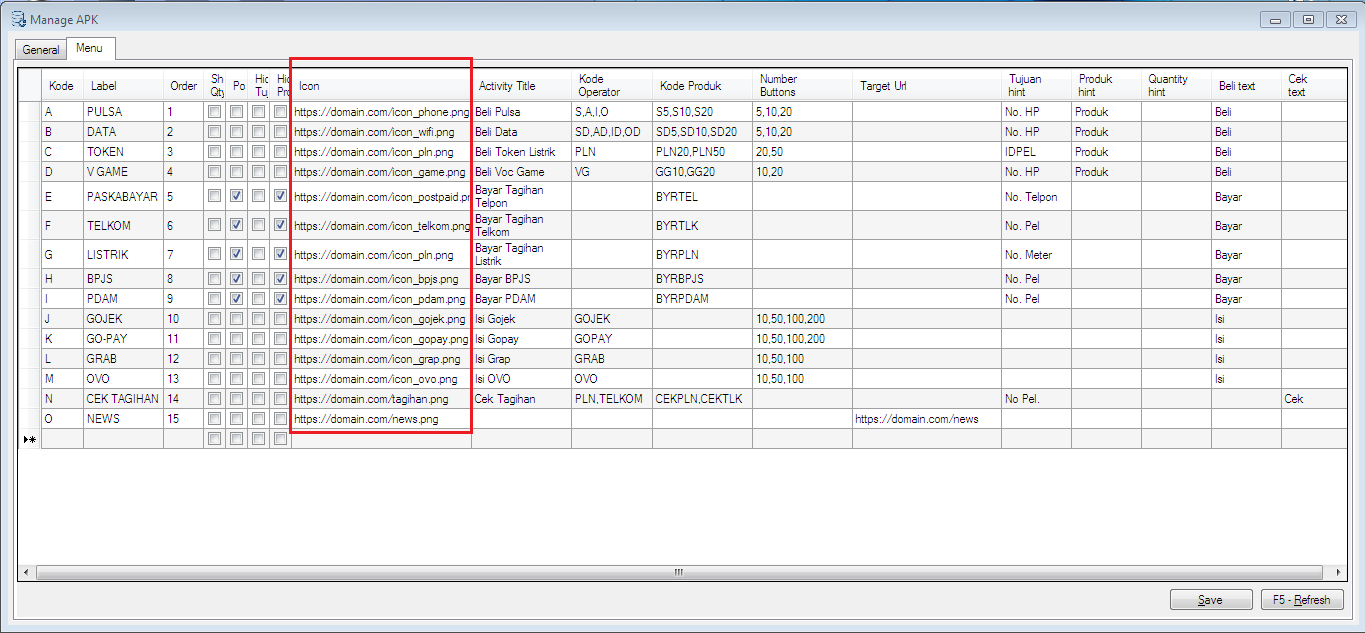 Manage APK
General Menu
Kode Label Order Sh Qty Po Hic Tuj Hic Pro Icon Activity Title Kode Operator Kode Produk Number Buttons Target Url Tujuan hint Produk hint Quantity hint Beli text Cek text
A PULSA 1 https://domain.com/icon_phone.png Beli Pulsa S,A,I,O S5,S10,S20 5,10,20 No. HP Produk Beli
B DATA 2 https://domain.com/icon_wifi.png Beli Data SD,AD,ID,OD SD5,SD10,SD20 5,10,20 No. HP Produk Beli
C TOKEN 3 https://domain.com/icon_pln.png Beli Token Listrik PLN PLN20,PLN50 20,50 IDPEL Produk Beli
D V GAME 4 https://domain.com/icon_game.png Beli Voc Game VG GG10,GG20 10,20 No. HP Produk Beli
E PASKABAYAR 5 https://domain.com/icon_postpaid.pn Bayar Tagihan Telpon BYRTEL No. Telpon Bayar
F TELKOM 6 https://domain.com/icon_telkom.png Bayar Tagihan Telkom BYRTLK No. Pel Bayar
G LISTRIK 7 https://domain.com/icon_pln.png Bayar Tagihan Listrik BYRPLN No. Meter Bayar
H BPJS 8 https://domain.com/icon_bpjs.png Bayar BPJS BYRBPJS No. Pel Bayar
I PDAM 9 https://domain.com/icon_pdam.png Bayar PDAM BYRPDAM No. Pel Bayar
J GOJEK 10 https://domain.com/icon_gojek.png Isi Gojek GOJEK 10,50,100,200 Isi
K GO-PAY 11 https://domain.com/icon_gopay.png Isi Gopay GOPAY 10,50,100,200 Isi
L GRAB 12 https://domain.com/icon_grap.png Isi Grap GRAB 10,50,100 Isi
M OVO 13 https://domain.com/icon_ovo.png Isi OVO OVO 10,50,100 Isi
N CEK TAGIHAN 14 https://domain.com/tagihan.png Cek Tagihan PLN,TELKOM CEKPLN,CEKTLK No Pel. Cek
O NEWS 15 https://domain.com/news.png https://domain.com/news
Save F5 - Refresh